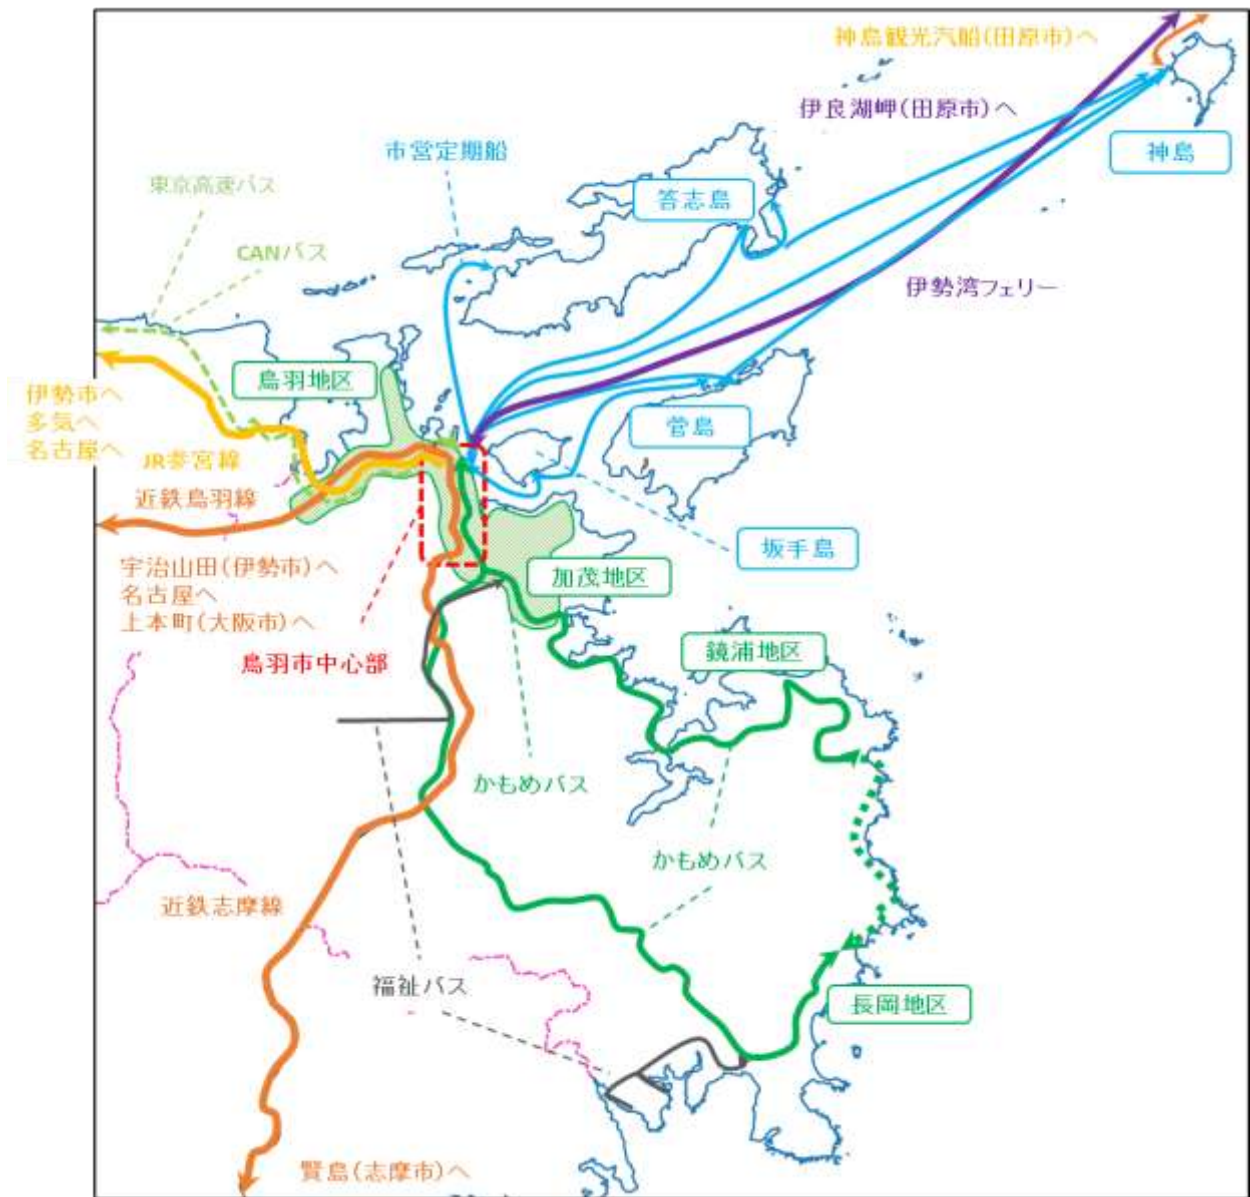 神島観光汽船(田原市)へ
伊良湖岬(田原市)へ
市営定期船
神島
東京高速バス
答志島
CANバス
伊勢湾フェリー
鳥羽地区
伊勢市へ
多気へ
名古屋へ
菅島
JR参宮線
近鉄鳥羽線
坂手島
宇治山田(伊勢市)へ
名古屋へ
上本町(大阪市)へ
加茂地区
鳥羽市中心部
鏡浦地区
かもめバス
かもめバス
近鉄志摩線
福祉バス
長岡地区
賢島(志摩市)へ